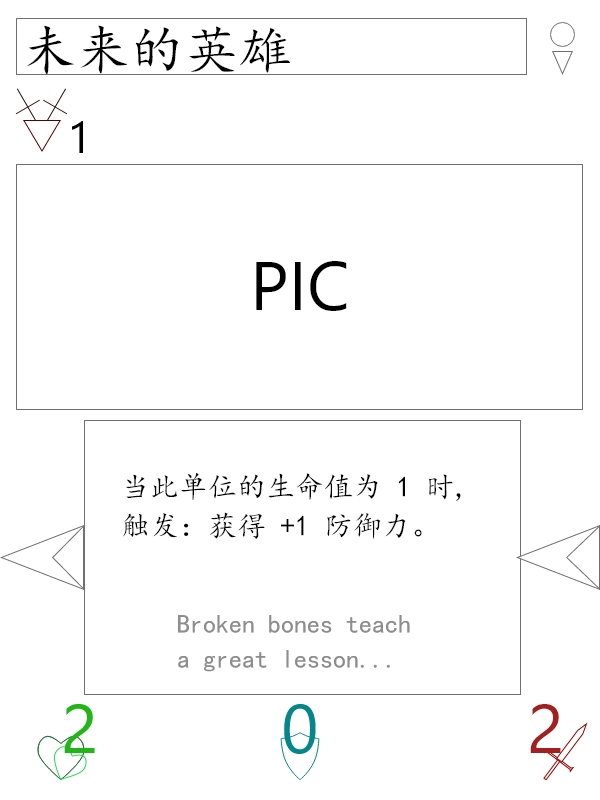 未来的英雄
1
PIC
当此单位的生命值为 1 时，
触发：获得 +1 防御力。
Broken bones teach
a great lesson...
2
0
2